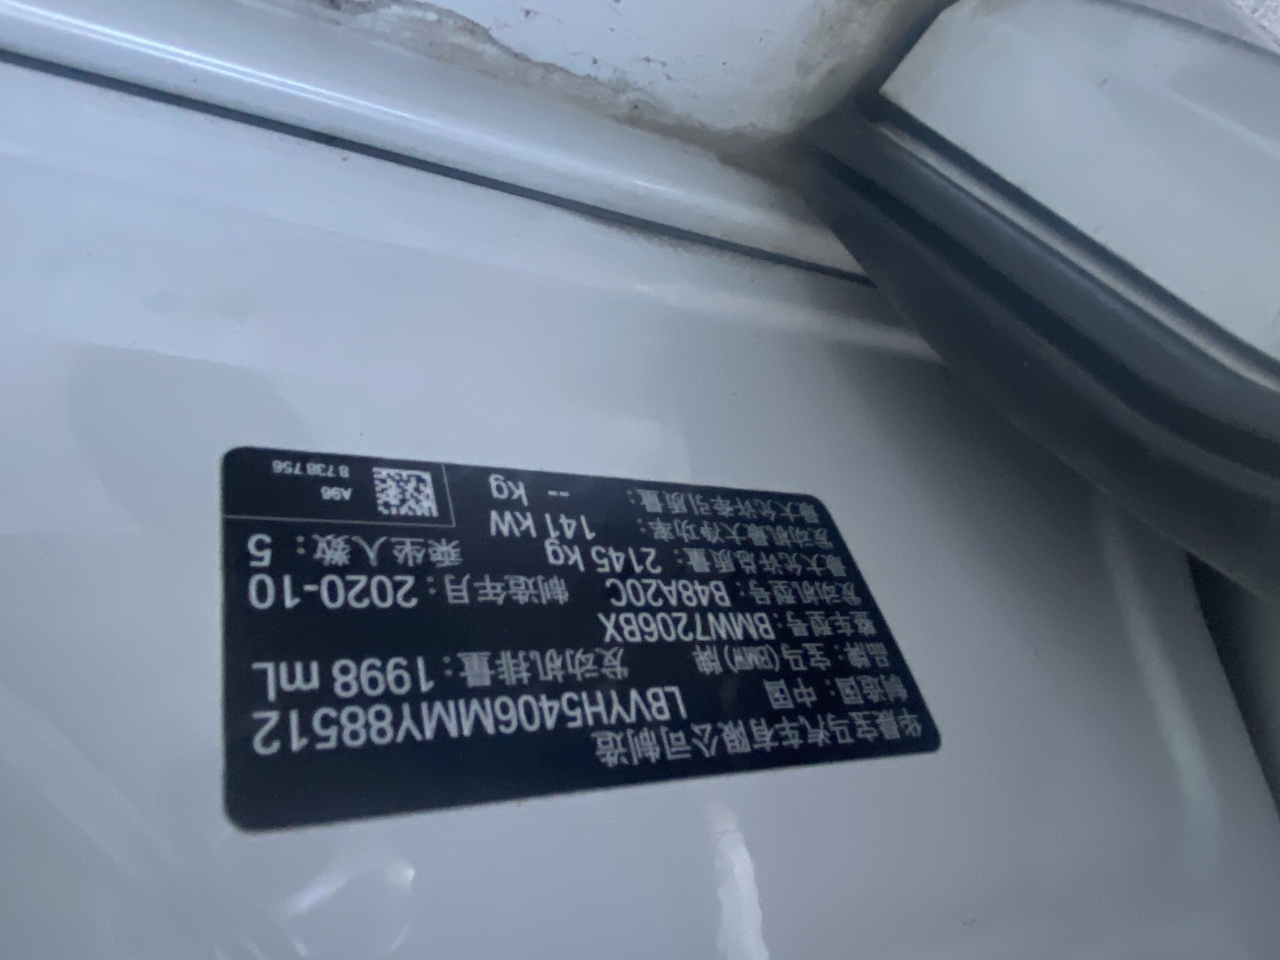 华晨宝马汽车有限公司制造
制造国：中国 LBVYH5406MMY88512
品牌：宝马(BMW)牌 发动机排量：1998 mL
整车型号：BMW7206BX
发动机型号：B48A20C 制造年月：2020-10
最大允许总质量：2145 kg 乘坐人数：5
发动机最大净功率：141 kW
最大允许牵引质量：-- kg
A96
8 738 756